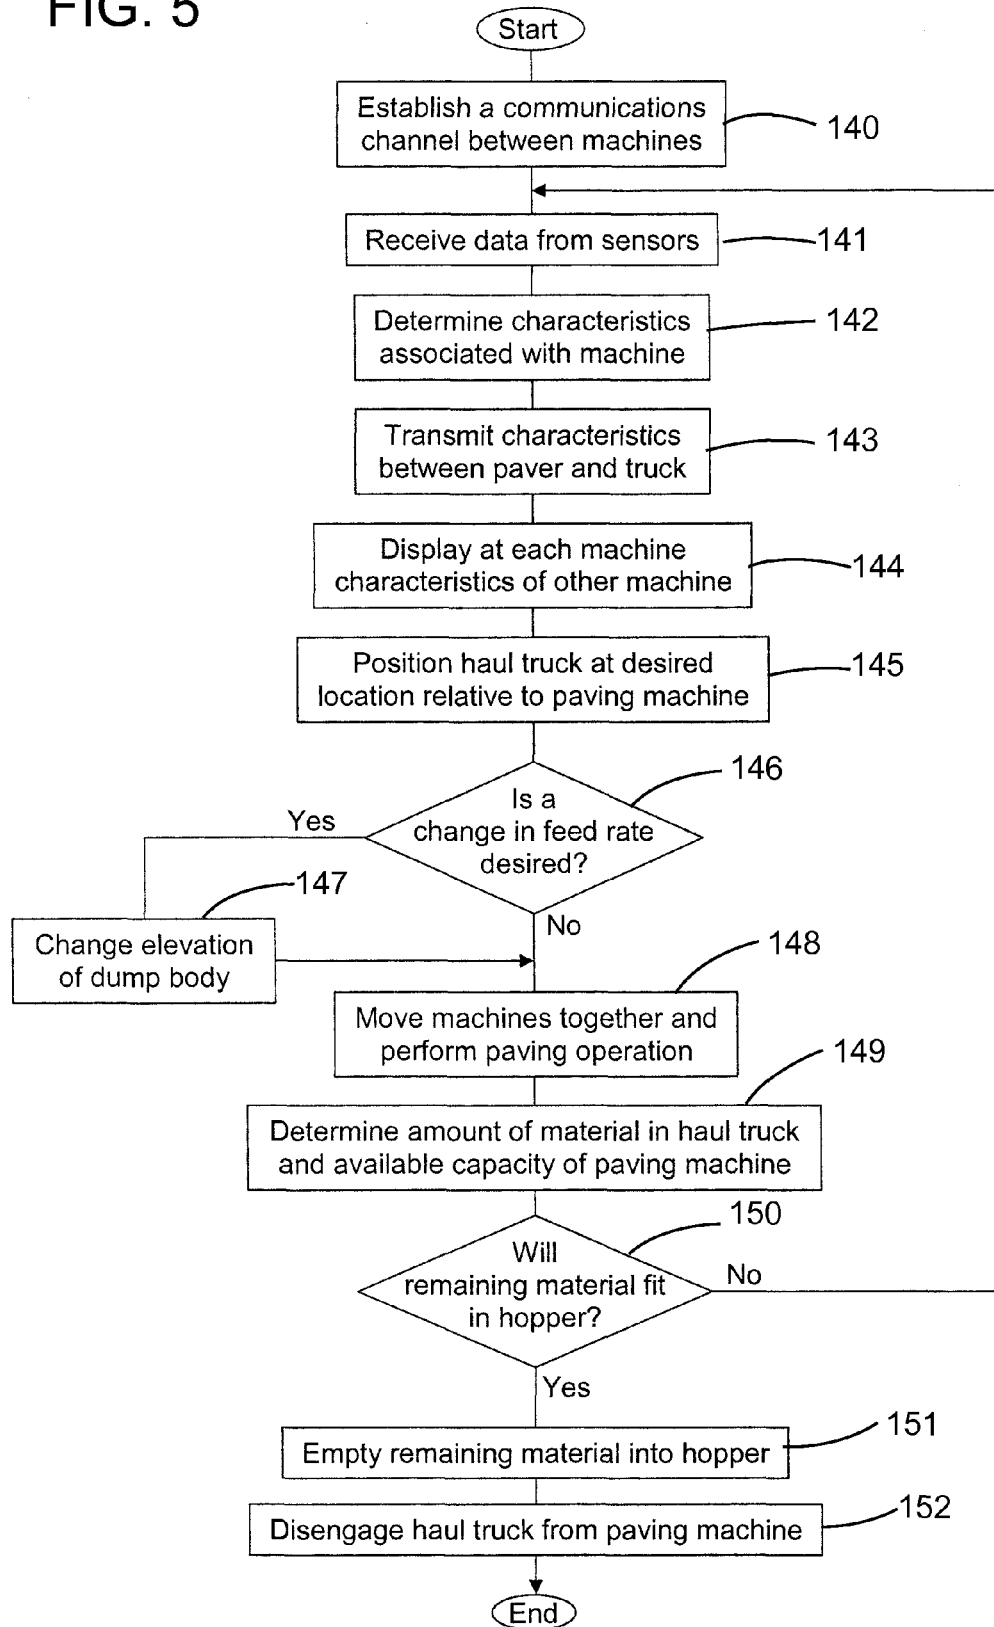 FIG. 5
Start
Establish a communications
channel between machines
140
Receive data from sensors
141
Determine characteristics
associated with machine
142
Transmit characteristics
between paver and truck
143
Display at each machine
characteristics of other machine
144
Position haul truck at desired
location relative to paving machine
145
146
Is a
change in feed rate
desired?
Yes
147
No
Change elevation
of dump body
148
Move machines together and
perform paving operation
149
Determine amount of material in haul truck
and available capacity of paving machine
150
Will
remaining material fit
in hopper?
No
Yes
151
Empty remaining material into hopper
152
Disengage haul truck from paving machine
End